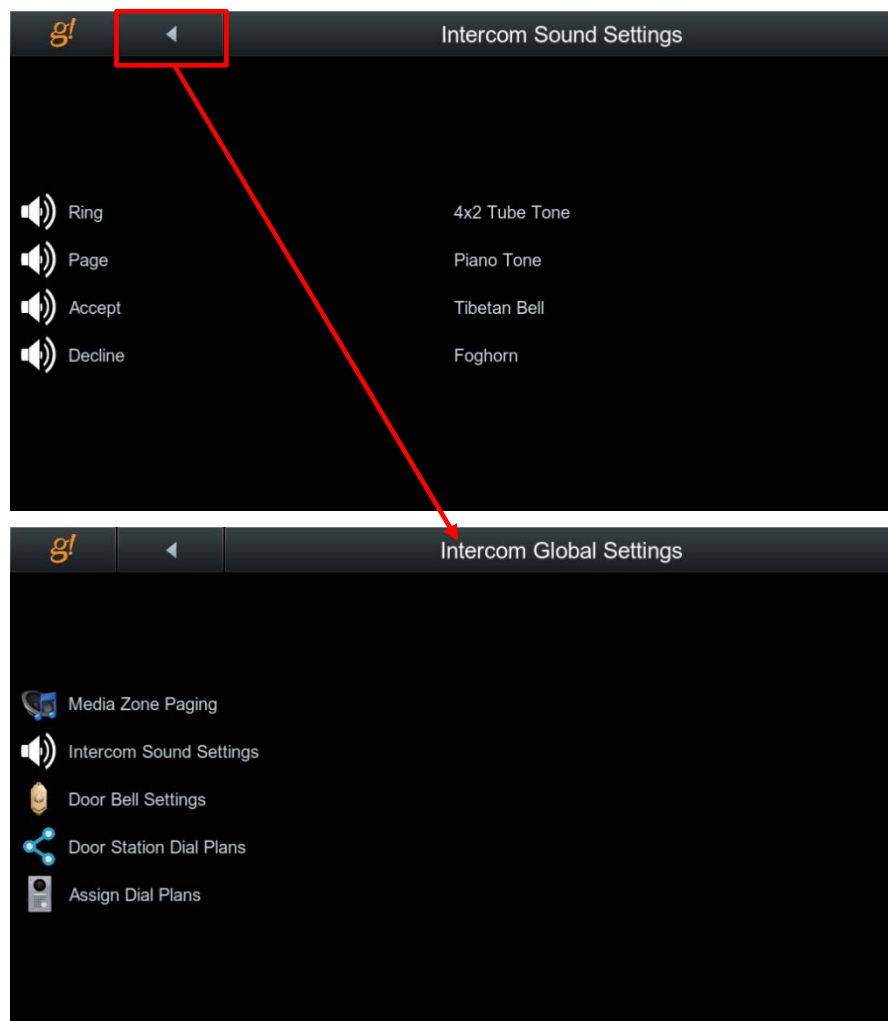 g! Intercom Sound Settings
Ring 4x2 Tube Tone
Page Piano Tone
Accept Tibetan Bell
Decline Foghorn
g! Intercom Global Settings
Media Zone Paging
Intercom Sound Settings
Door Bell Settings
Door Station Dial Plans
Assign Dial Plans